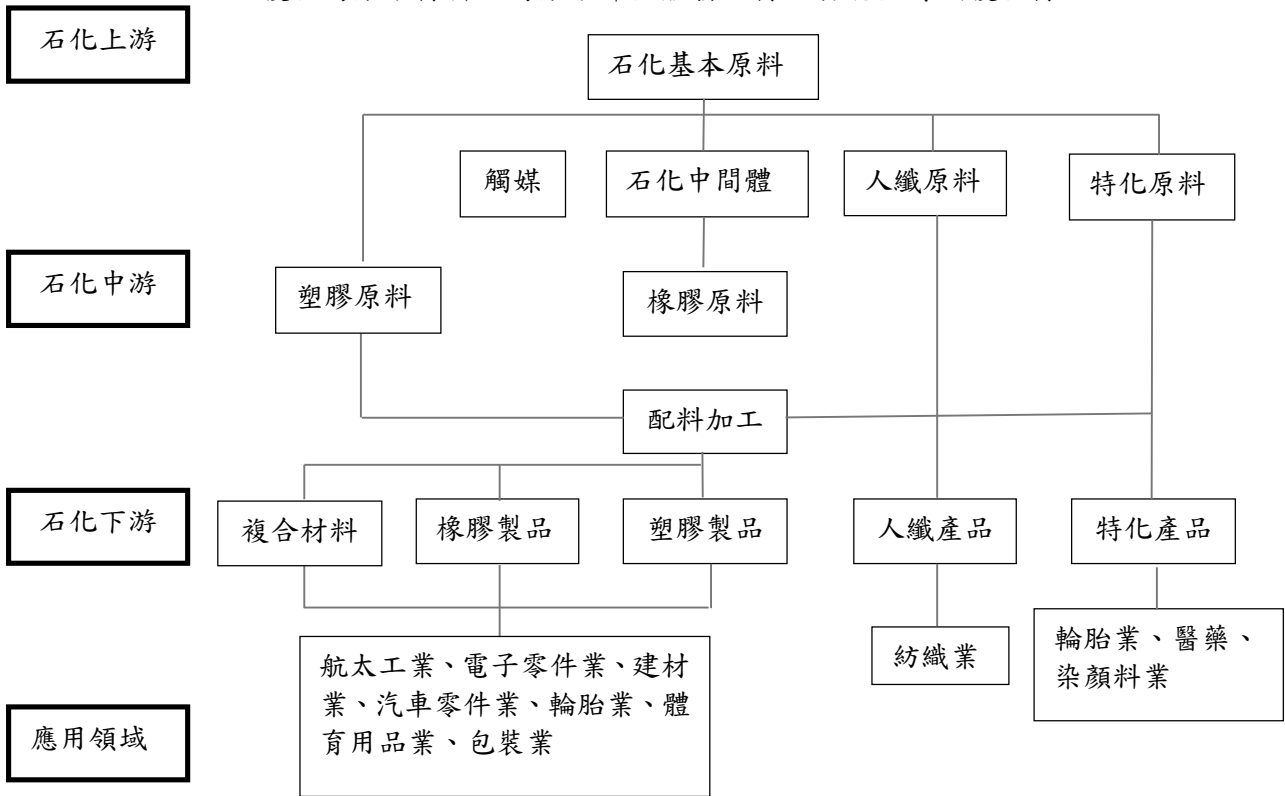 石化上游
石化基本原料
觸媒
石化中間體
人纖原料
特化原料
石化中游
塑膠原料
橡膠原料
配料加工
石化下游
複合材料
橡膠製品
塑膠製品
人纖產品
特化產品
航太工業、電子零件業、建材
業、汽車零件業、輪胎業、體
育用品業、包裝業
紡織業
輪胎業、醫藥、
染顏料業
應用領域